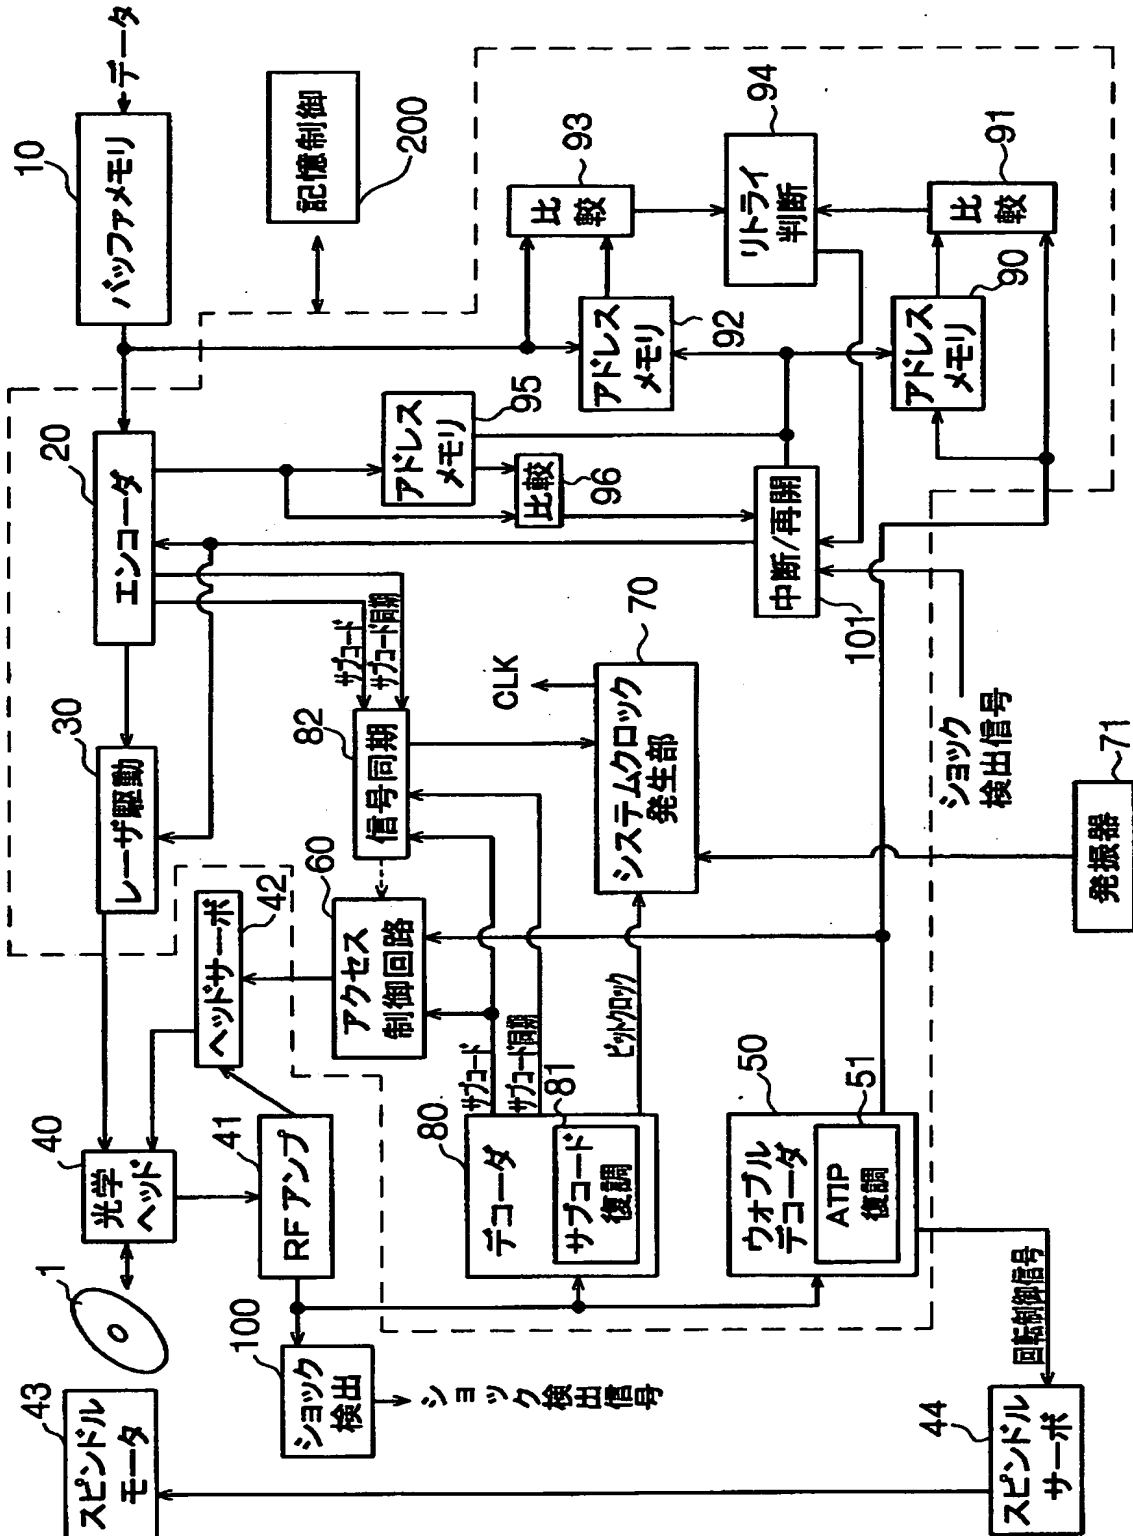 スピンドル
モータ
43
1
光学
ヘッド
40
レーザ駆動
30
エンコーダ
20
バッファメモリ
10
データ
ショック
検出
100
RFアンプ
41
ヘッドサーボ
42
記憶制御
200
ショック検出信号
アクセス
制御回路
60
信号同期
82
サブコード
サブコード同期
アドレス
メモリ
95
比較
96
比較
93
デコーダ
80
サブコード
復調
81
サブコード
サブコード同期
ビットクロック
CLK
システムクロック
発生部
70
アドレス
メモリ
92
リトライ
判断
94
ウォブル
デコーダ
50
ATIP
復調
51
中断/再開
101
アドレス
メモリ
90
比較
91
ショック
検出信号
回転制御信号
スピンドル
サーボ
44
発振器
71